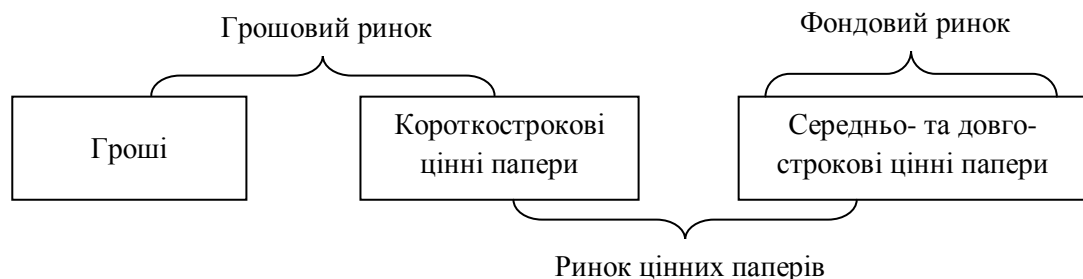 Грошовий ринок
Фондовий ринок
Гроші
Короткострокові
цінні папери
Середньо- та довго-
строкові цінні папери
Ринок цінних паперів